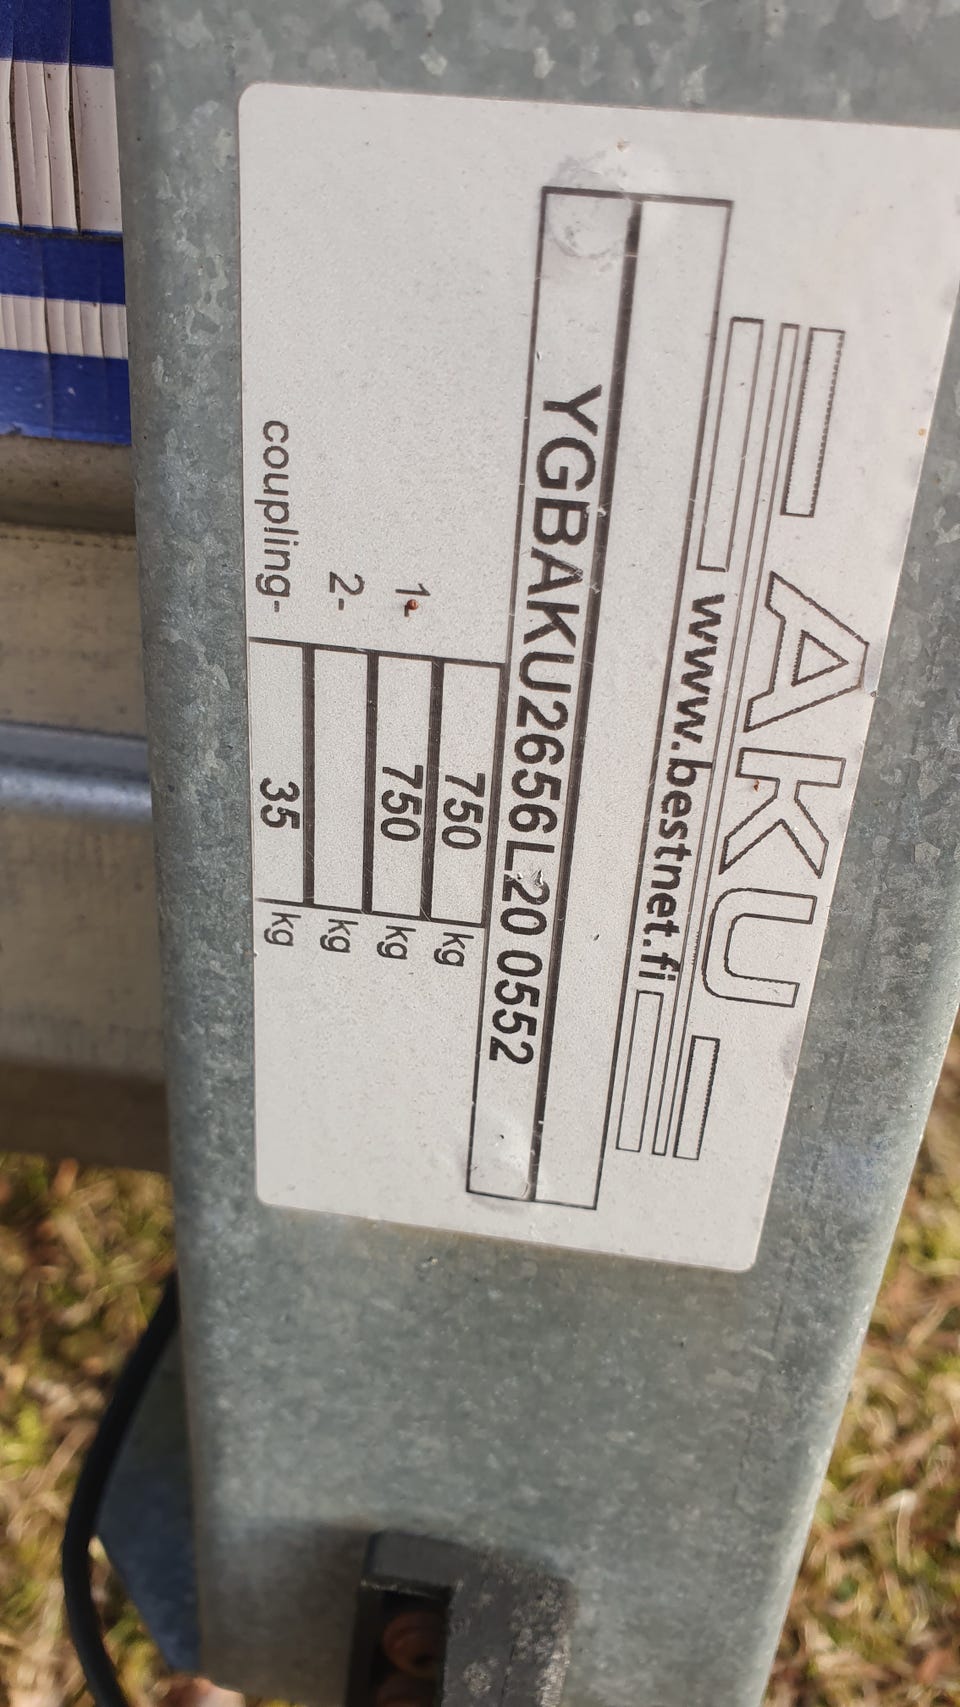 AKU
www.bestnet.fi
YGBAKU2656L20 0552
750 kg
1- 750 kg
2- kg
coupling- 35 kg